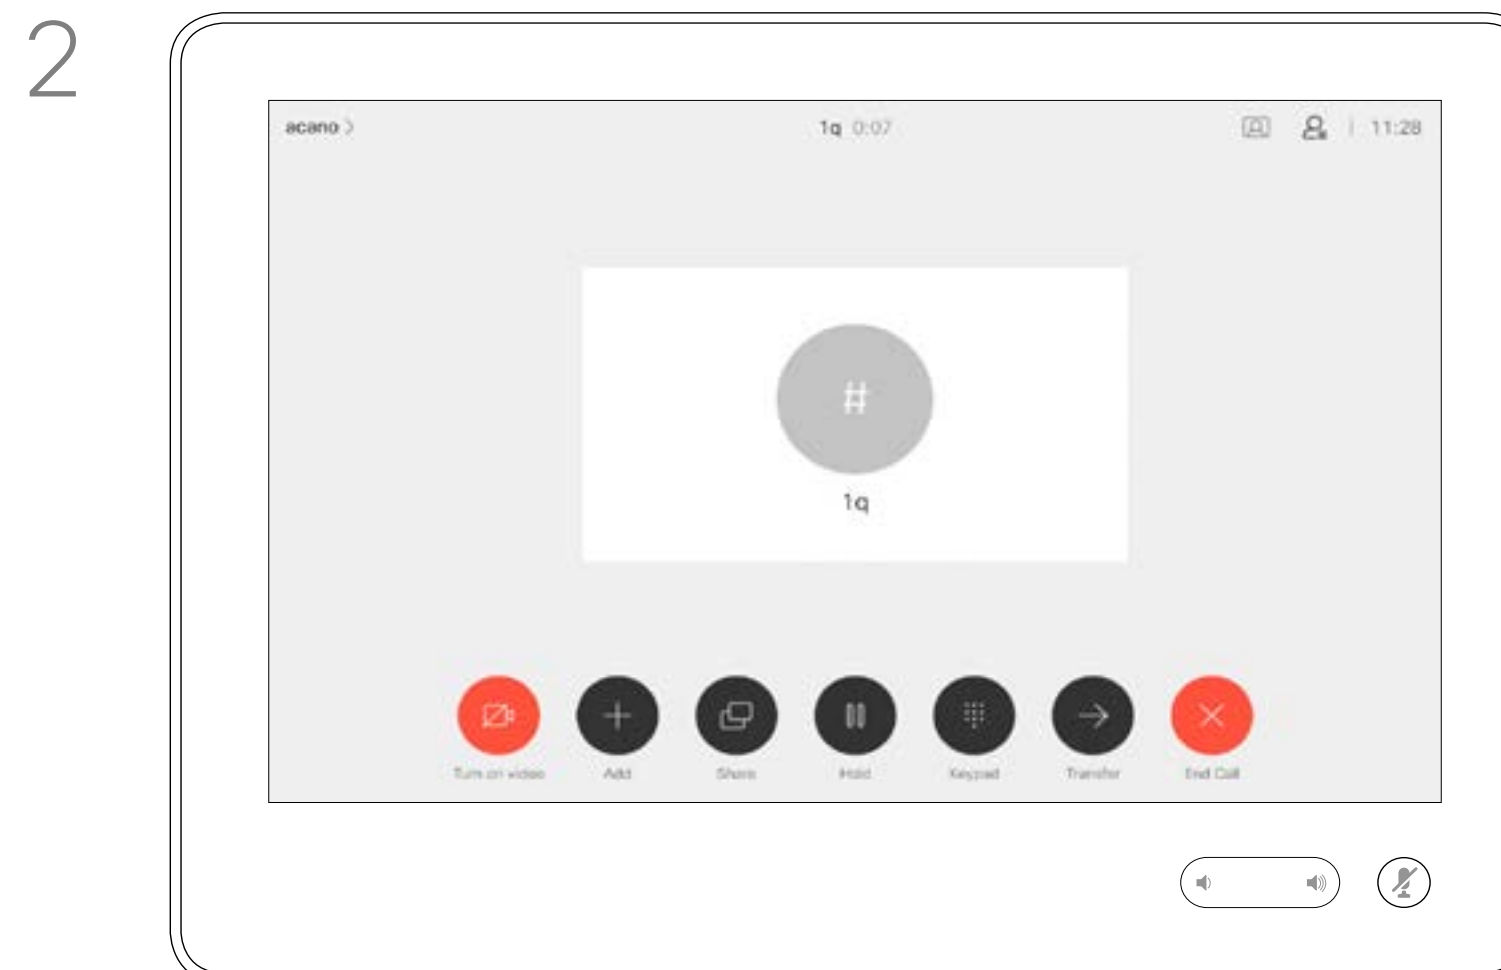 2
acano 1q 0:07 11:28
#
1q
Turn on video Add Share Hold Keypad Transfer End Call